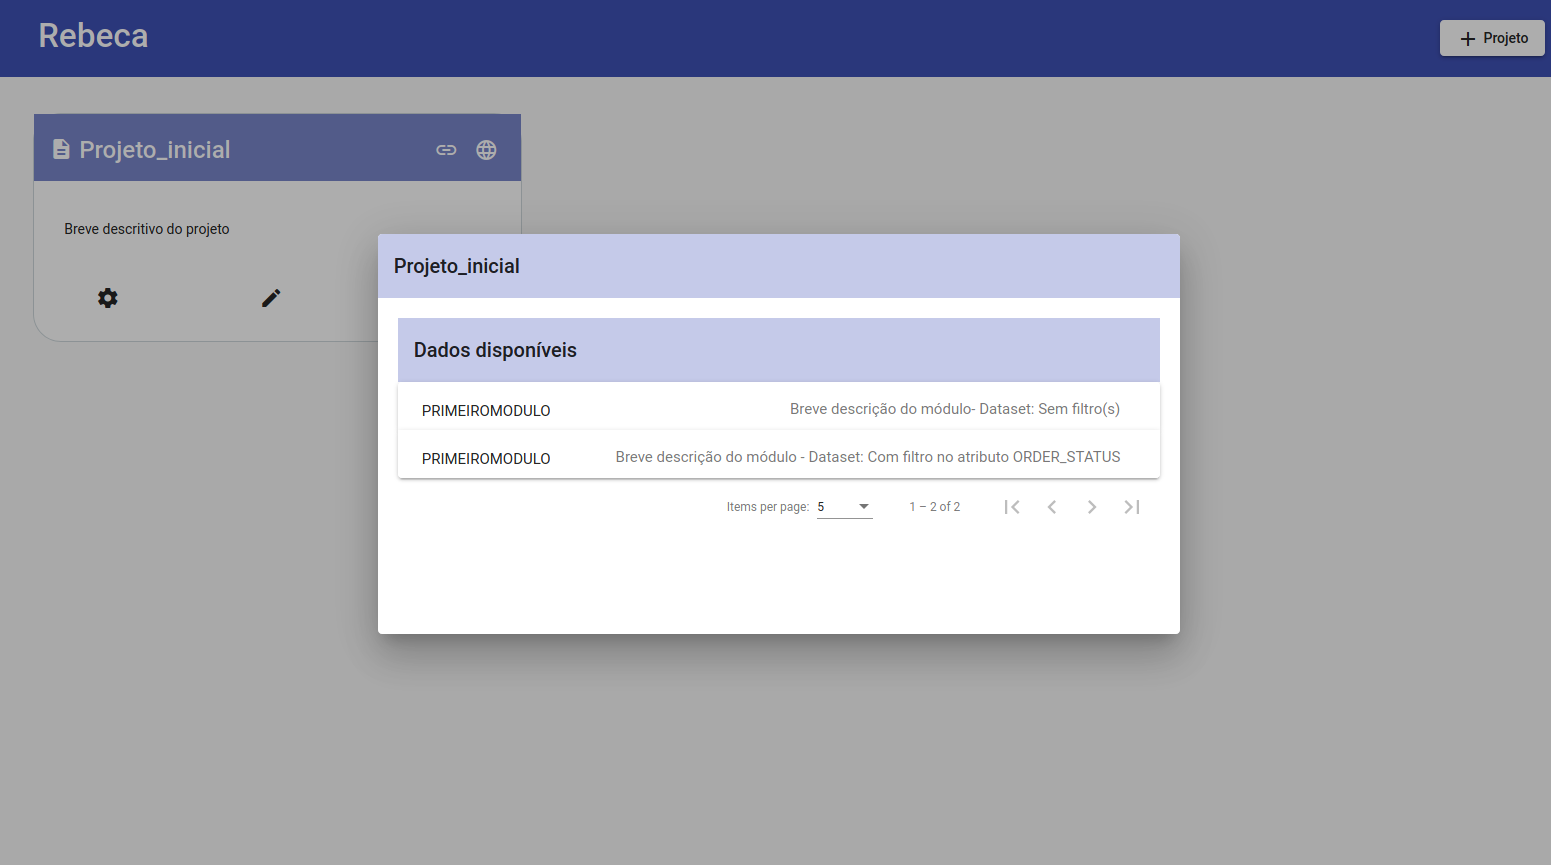 Rebeca
Projeto
Projeto_inicial
Breve descritivo do projeto
Projeto_inicial
Dados disponíveis
PRIMEIROMODULO Breve descrição do módulo- Dataset: Sem filtro(s)
PRIMEIROMODULO Breve descrição do módulo - Dataset: Com filtro no atributo ORDER_STATUS
Items per page: 5 1 – 2 of 2